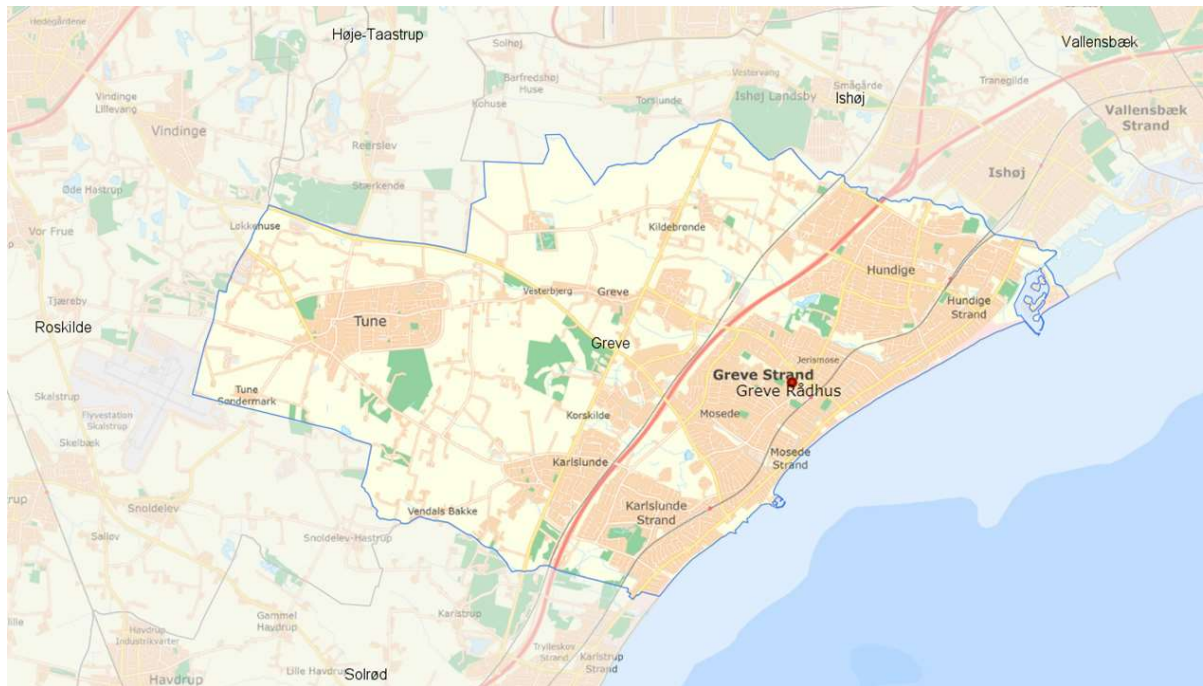 Hedegårdene
Høje-Taastrup
Solhøj
Vallensbæk
Barfredshøj
Huse
Vestervang
Smågårde
Tranegilde
Vindinge
Lillevang
Kohuse
Torslunde
Ishøj Landsby
Ishøj
Vallensbæk
Strand
Vindinge
Reerslev
Ishøj
Øde Hastrup
Stærkende
Vor Frue
Løkkehuse
Kildebrønde
Hundige
Tjæreby
Vesterbjerg
Greve
Hundige
Strand
Roskilde
Tune
Greve
Jerismose
Greve Strand
Greve Rådhus
Skalstrup
Tune
Søndermark
Flyvestation
Skalstrup
Korskilde
Mosede
Skelbæk
Mosede
Strand
Karlslunde
Karlslunde
Strand
Snoldelev
Vendals Bakke
Salløv
Snoldelev-Hastrup
Gammel
Havdrup
Karlstrup
Havdrup
Industrikvarter
Trylleskov
Strand
Karlstrup
Strand
Lille Havdrup
Solrød
Havdrup